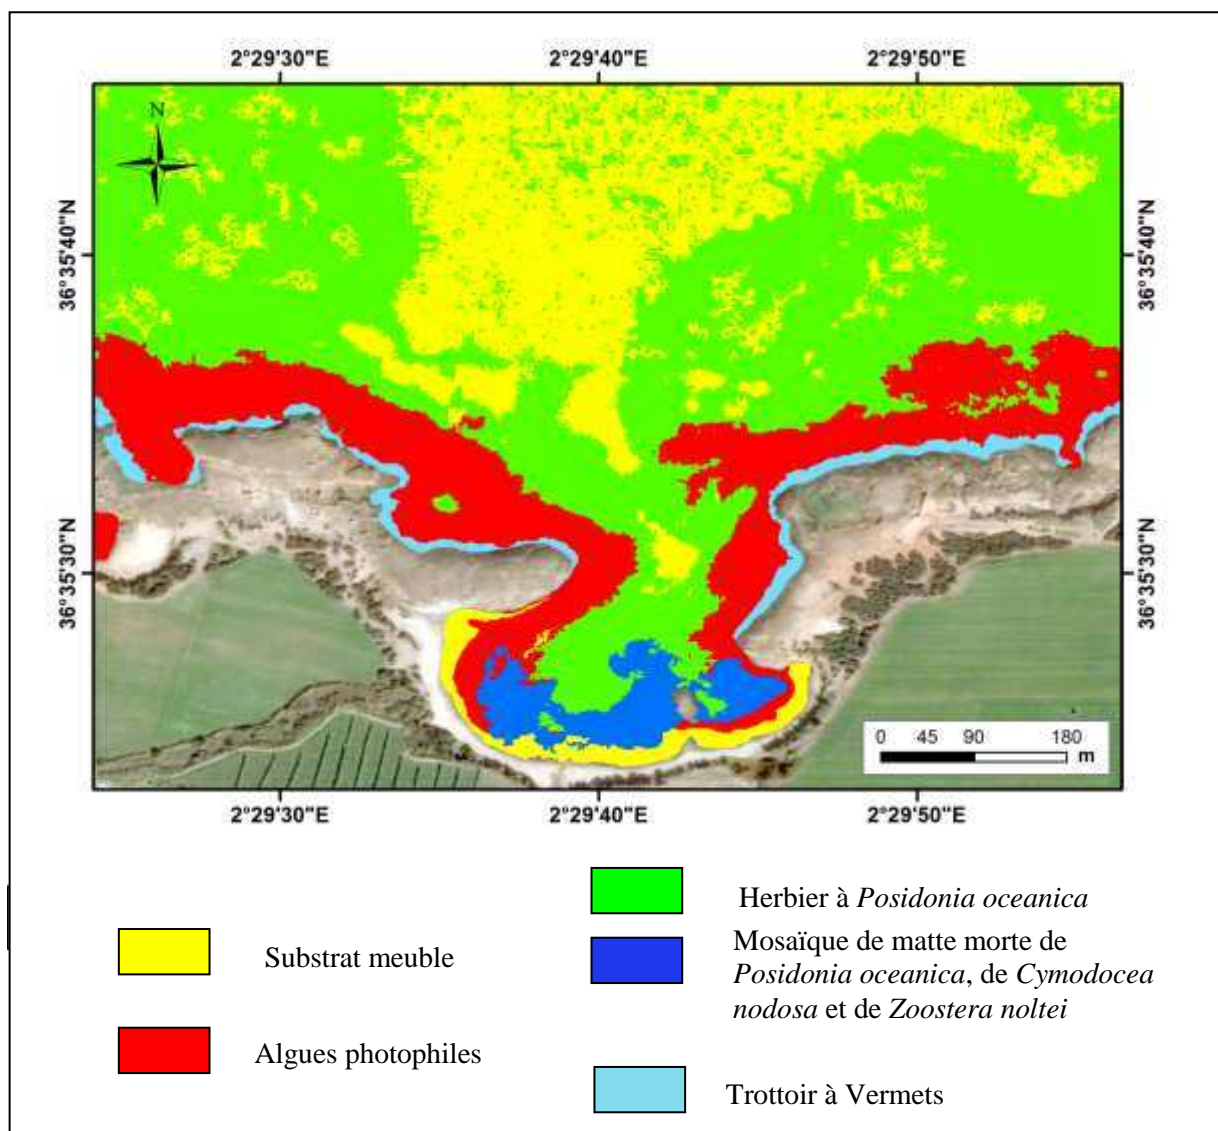 2°29'30"E 2°29'40"E 2°29'50"E
N
36°35'40"N 36°35'40"N
36°35'30"N 36°35'30"N
0 45 90 180
m
2°29'30"E 2°29'40"E 2°29'50"E
Herbier à Posidonia oceanica
Substrat meuble
Mosaïque de matte morte de
Posidonia oceanica, de Cymodocea
nodosa et de Zoostera noltei
Algues photophiles
Trottoir à Vermets